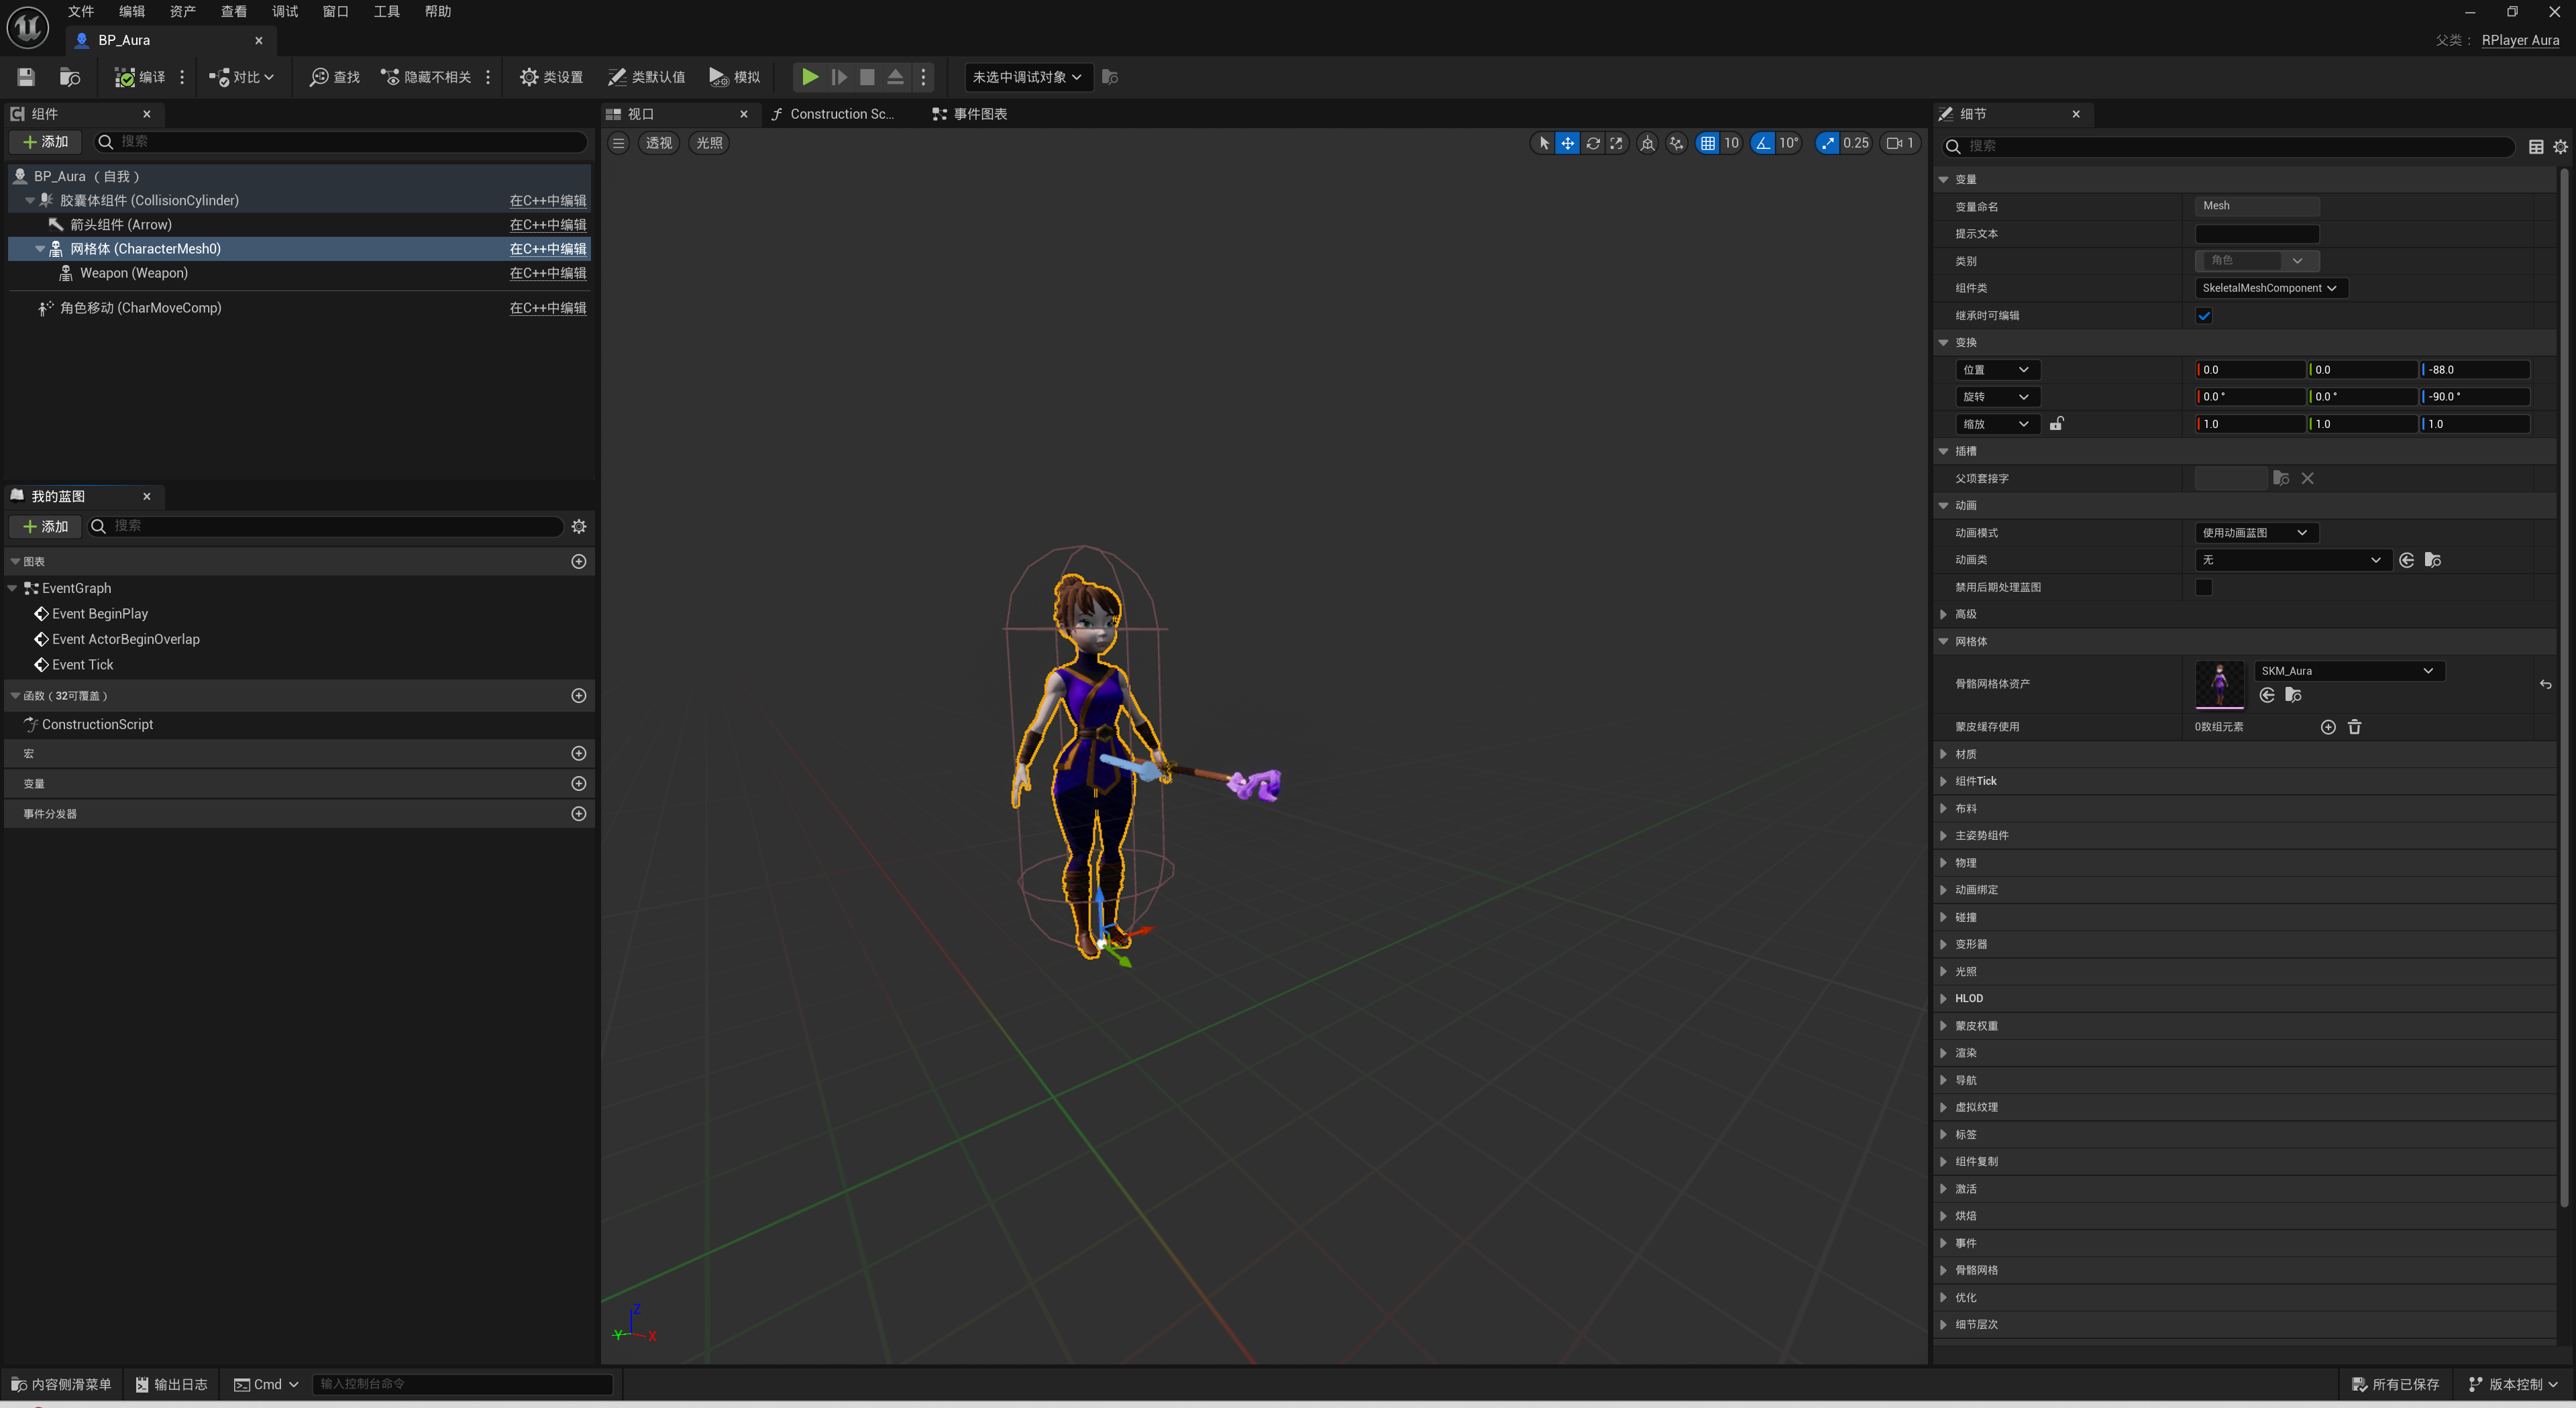 文件 编辑 资产 查看 调试 窗口 工具 帮助
BP_Aura
父类： RPlayer Aura
编译 对比 查找 隐藏不相关 类设置 类默认值 模拟 未选中调试对象
组件
添加 搜索
BP_Aura （自我）
胶囊体组件 (CollisionCylinder) 在C++中编辑
箭头组件 (Arrow) 在C++中编辑
网格体 (CharacterMesh0) 在C++中编辑
Weapon (Weapon) 在C++中编辑
角色移动 (CharMoveComp) 在C++中编辑
我的蓝图
添加 搜索
图表
EventGraph
Event BeginPlay
Event ActorBeginOverlap
Event Tick
函数（32可覆盖）
ConstructionScript
宏
变量
事件分发器
视口 Construction Sc... 事件图表
透视 光照 10 10° 0.25 1
Z
Y X
细节
搜索
变量
变量命名 Mesh
提示文本
类别 角色
组件类 SkeletalMeshComponent
继承时可编辑
变换
位置 0.0 0.0 -88.0
旋转 0.0 ° 0.0 ° -90.0 °
缩放 1.0 1.0 1.0
插槽
父项套接字
动画
动画模式 使用动画蓝图
动画类 无
禁用后期处理蓝图
高级
网格体
骨骼网格体资产 SKM_Aura
蒙皮缓存使用 0数组元素
材质
组件Tick
布料
主姿势组件
物理
动画绑定
碰撞
变形器
光照
HLOD
蒙皮权重
渲染
导航
虚拟纹理
标签
组件复制
激活
烘焙
事件
骨骼网格
优化
细节层次
内容侧滑菜单 输出日志 Cmd 输入控制台命令 所有已保存 版本控制